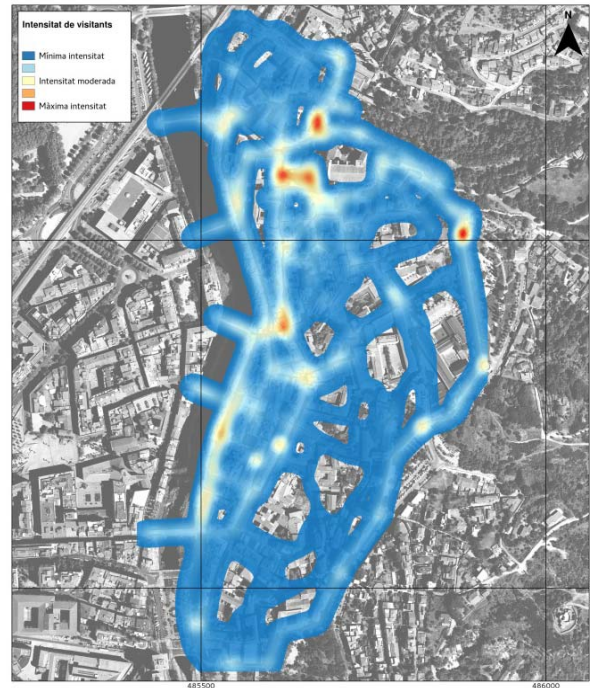 Intensitat de visitants
Mínima intensitat
Intensitat moderada
Màxima intensitat
N
485500
486000